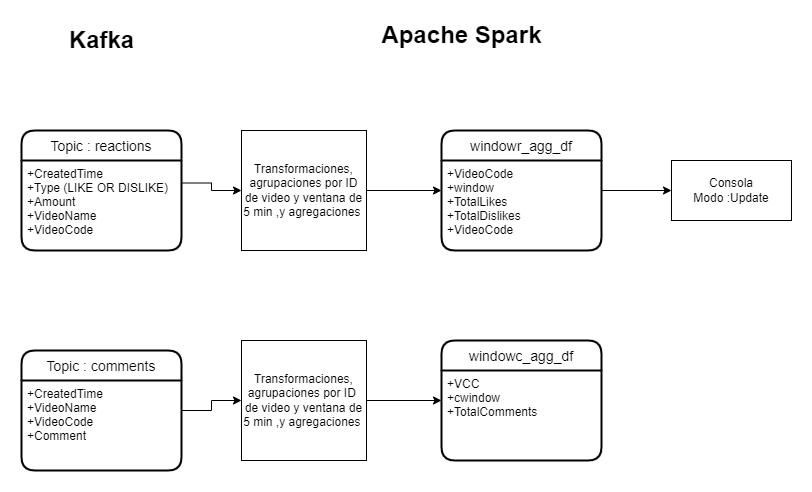 Kafka
Apache Spark
Topic : reactions
+CreatedTime
+Type (LIKE OR DISLIKE)
+Amount
+VideoName
+VideoCode
Transformaciones,
agrupaciones por ID
de video y ventana de
5 min ,y agregaciones
windowr_agg_df
+VideoCode
+window
+TotalLikes
+TotalDislikes
+VideoCode
Consola
Modo :Update
Topic : comments
+CreatedTime
+VideoName
+VideoCode
+Comment
Transformaciones,
agrupaciones por ID
de video y ventana de
5 min ,y agregaciones
windowc_agg_df
+VCC
+cwindow
+TotalComments